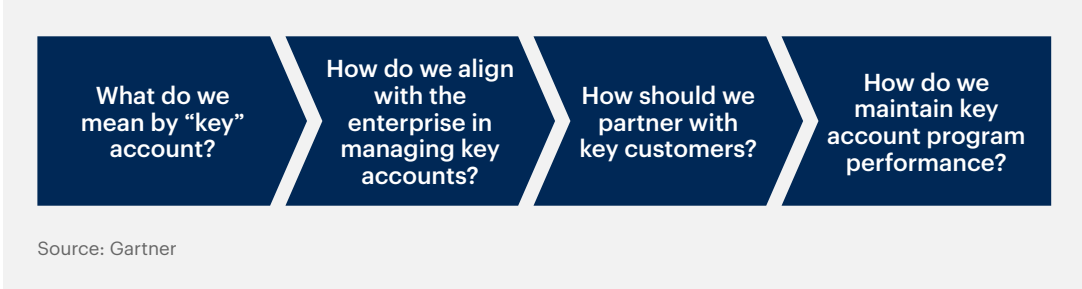 What do we
mean by “key”
account?
How do we align
with the
enterprise in
managing key
accounts?
How should we
partner with
key customers?
How do we
maintain key
account program
performance?
Source: Gartner